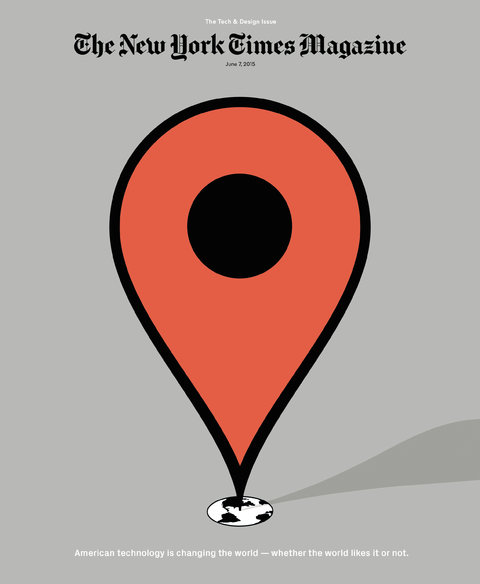 The Tech & Design Issue
The New York Times Magazine
June 7, 2015
American technology is changing the world — whether the world likes it or not.